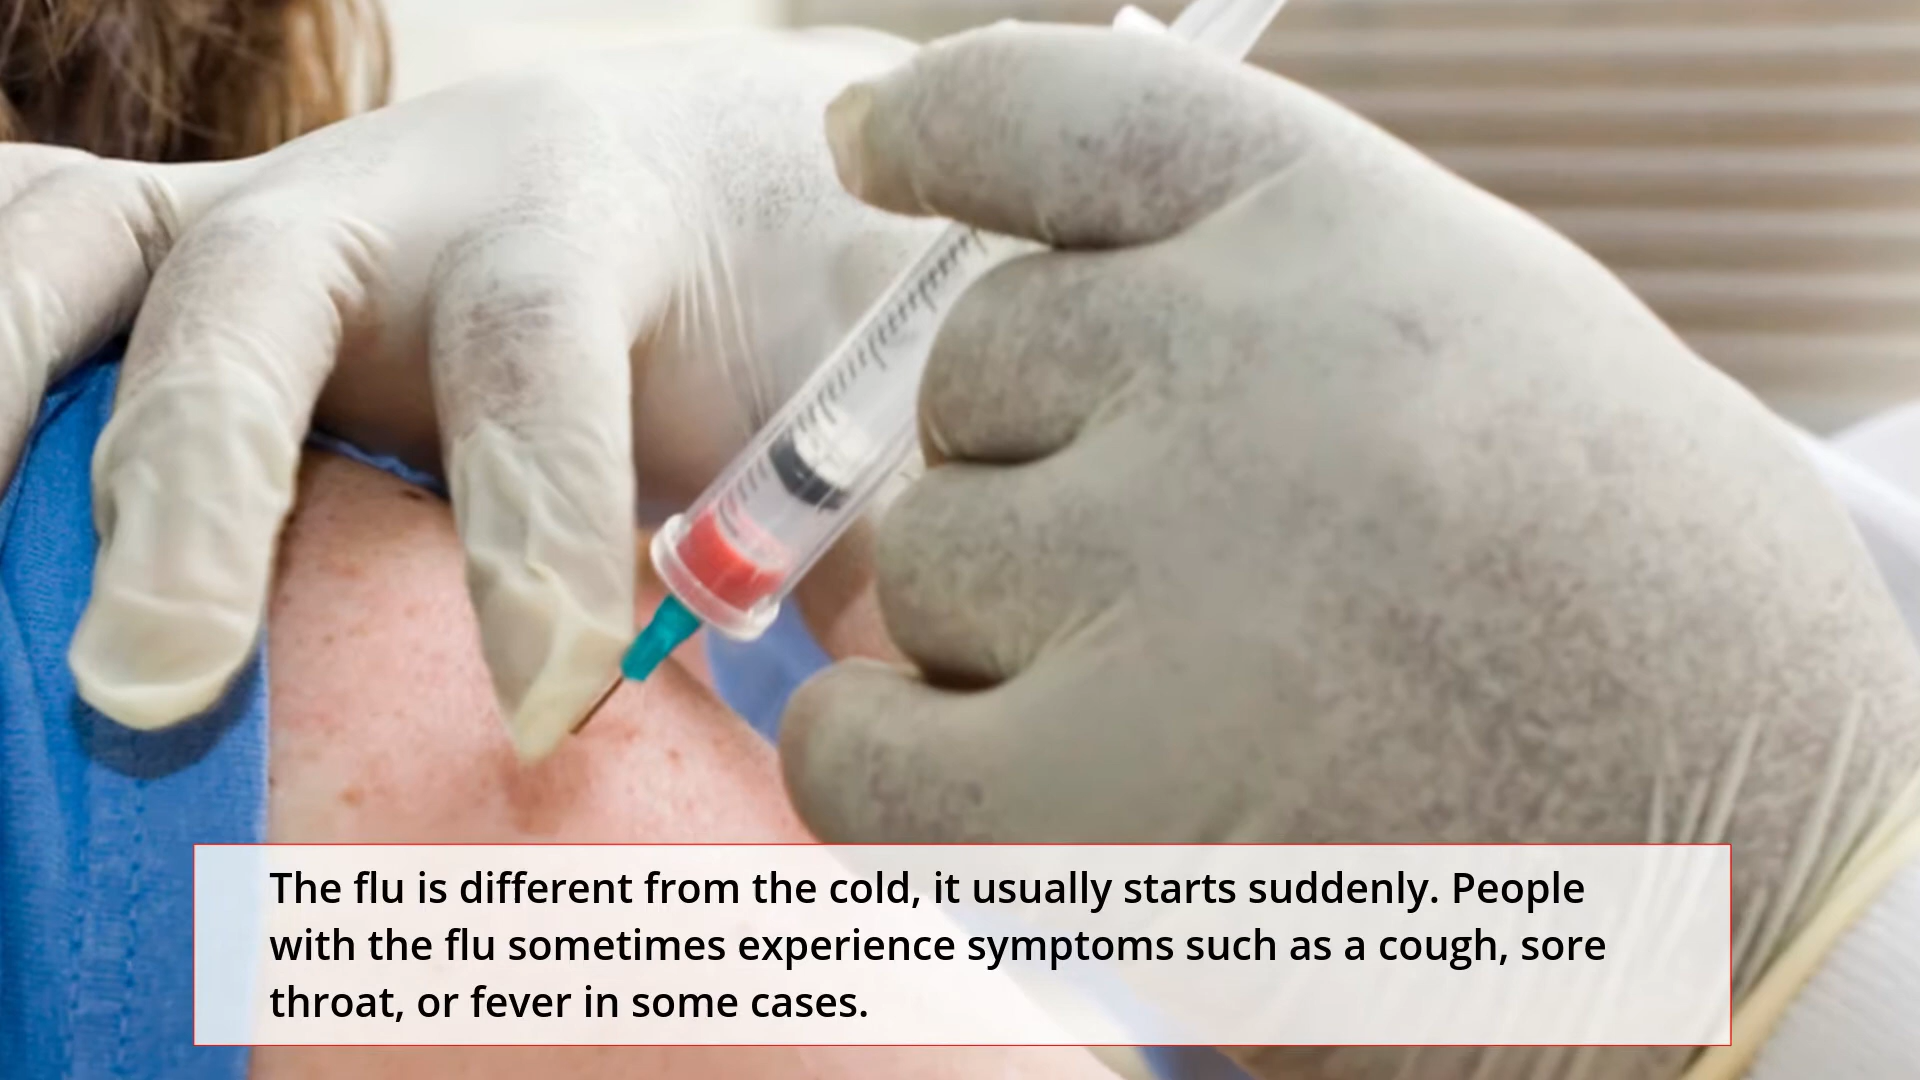 The flu is different from the cold, it usually starts suddenly. People
with the flu sometimes experience symptoms such as a cough, sore
throat, or fever in some cases.